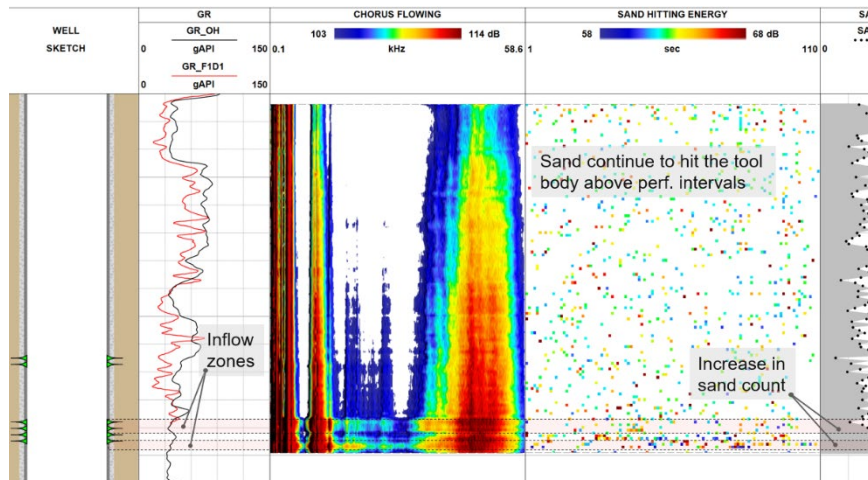 WELL
SKETCH
GR
GR_OH
0 gAPI 150
GR_F1D1
0 gAPI 150
CHORUS FLOWING
103 114 dB
0.1 kHz 58.6
SAND HITTING ENERGY
58 68 dB
1 sec 110
SA
SA
0
Sand continue to hit the tool
body above perf. intervals
Inflow
zones
Increase in
sand count